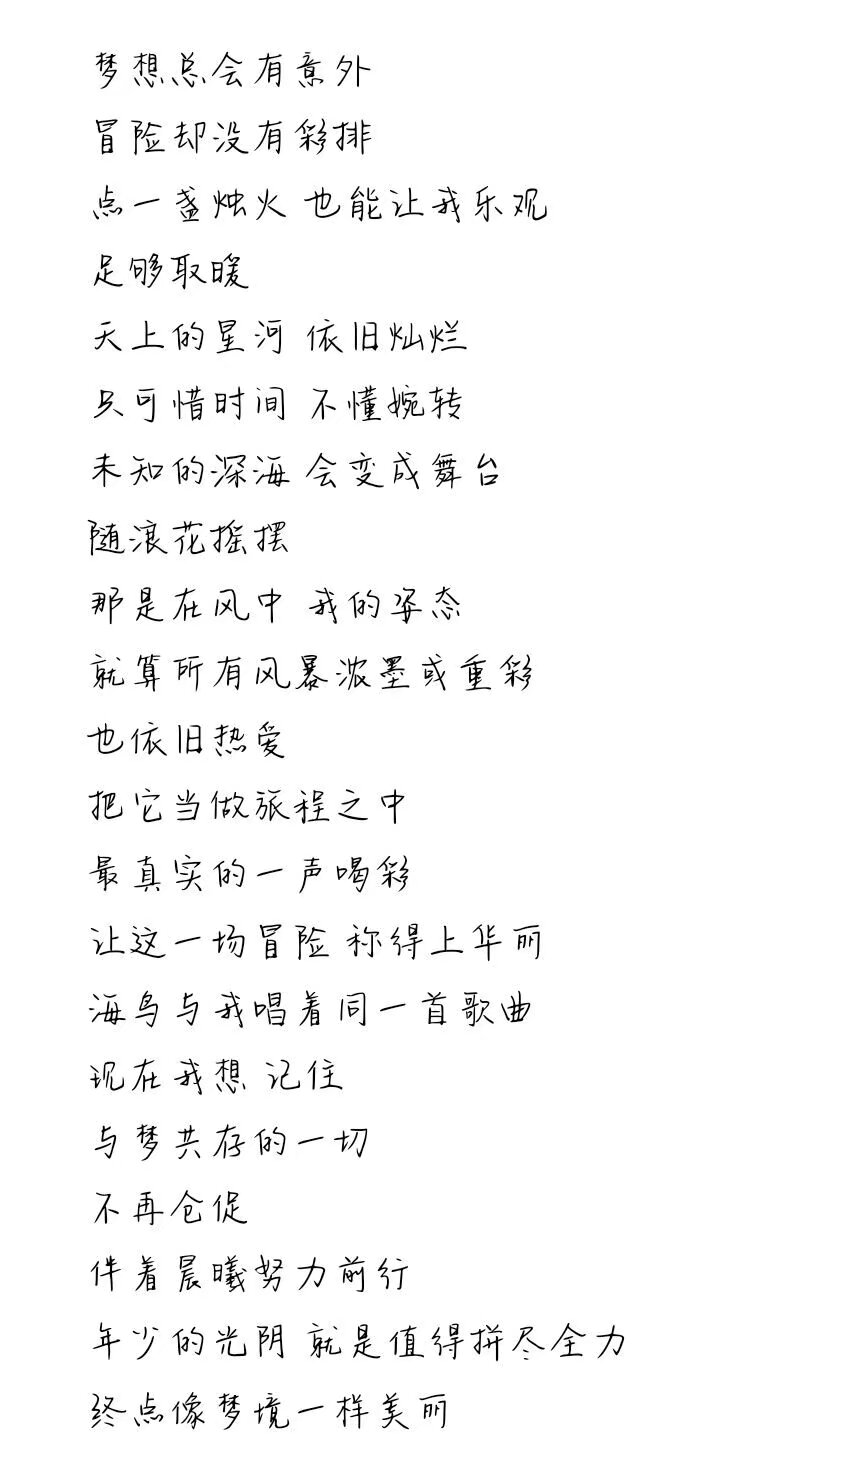 梦想总会有意外
冒险却没有彩排
点一盏烛火 也能让我乐观
足够取暖
天上的星河 依旧灿烂
只可惜时间 不懂婉转
未知的深海 会变成舞台
随浪花摇摆
那是在风中 我的姿态
就算所有风暴浓墨或重彩
也依旧热爱
把它当做旅程之中
最真实的一声喝彩
让这一场冒险 称得上华丽
海鸟与我唱着同一首歌曲
现在我想 记住
与梦共存的一切
不再仓促
伴着晨曦努力前行
年少的光阴 就是值得拼尽全力
终点像梦境一样美丽